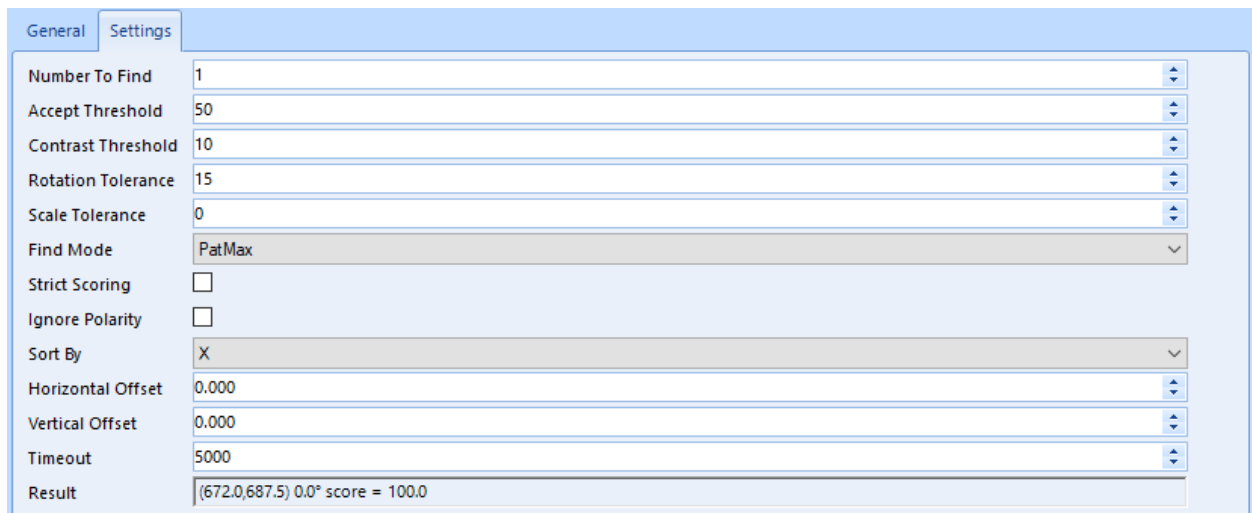 General Settings
Number To Find 1
Accept Threshold 50
Contrast Threshold 10
Rotation Tolerance 15
Scale Tolerance 0
Find Mode PatMax
Strict Scoring
Ignore Polarity
Sort By X
Horizontal Offset 0.000
Vertical Offset 0.000
Timeout 5000
Result (672.0,687.5) 0.0° score = 100.0